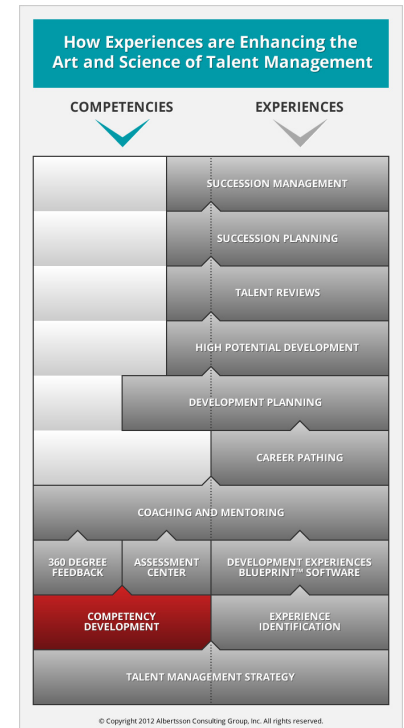 How Experiences are Enhancing the
Art and Science of Talent Management
COMPETENCIES
EXPERIENCES
SUCCESSION MANAGEMENT
SUCCESSION PLANNING
TALENT REVIEWS
HIGH POTENTIAL DEVELOPMENT
DEVELOPMENT PLANNING
CAREER PATHING
COACHING AND MENTORING
360 DEGREE
FEEDBACK
ASSESSMENT
CENTER
DEVELOPMENT EXPERIENCES
BLUEPRINT™ SOFTWARE
COMPETENCY
DEVELOPMENT
EXPERIENCE
IDENTIFICATION
TALENT MANAGEMENT STRATEGY
© Copyright 2012 Albertsson Consulting Group, Inc. All rights reserved.